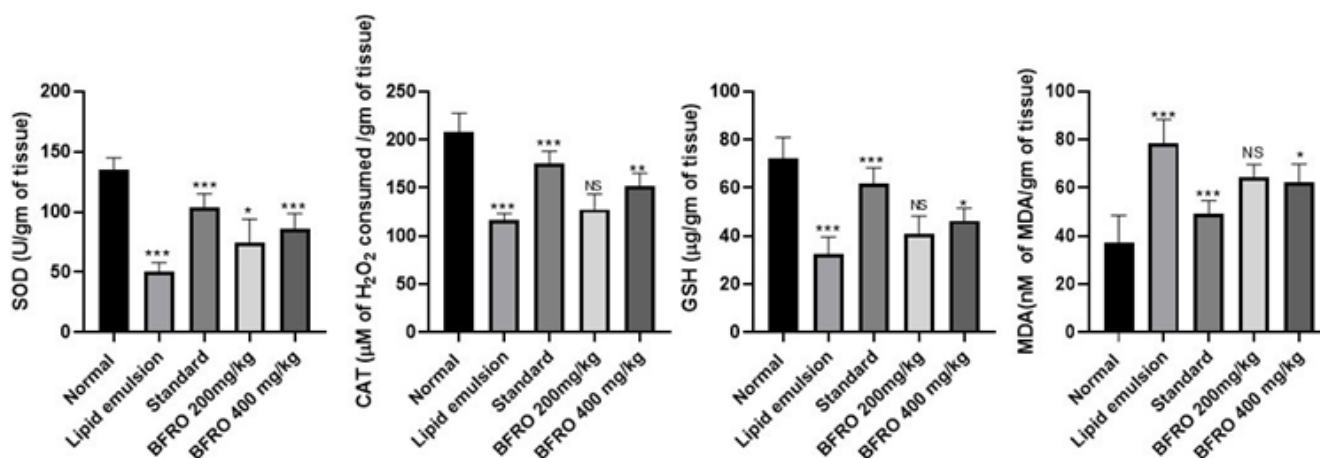 SOD (U/gm of tissue)
200
150
100
50
0
***
***
*
***
Normal
Lipid emulsion
Standard
BFRO 200mg/kg
BFRO 400 mg/kg
CAT (µM of H₂O₂ consumed /gm of tissue)
250
200
150
100
50
0
***
***
NS
**
Normal
Lipid emulsion
Standard
BFRO 200mg/kg
BFRO 400 mg/kg
GSH (µg/gm of tissue)
100
80
60
40
20
0
***
***
NS
*
Normal
Lipid emulsion
Standard
BFRO 200mg/kg
BFRO 400 mg/kg
MDA(nM of MDA/gm of tissue)
100
80
60
40
20
0
***
***
NS
*
Normal
Lipid emulsion
Standard
BFRO 200mg/kg
BFRO 400 mg/kg